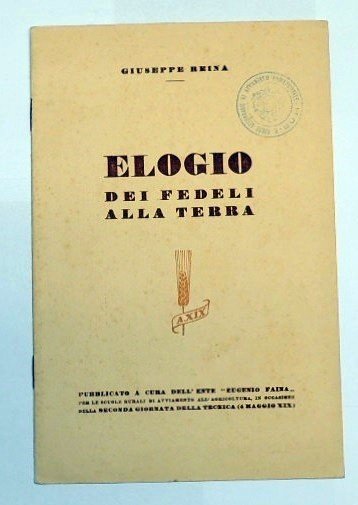 GIUSEPPE REINA
ELOGIO
DEI FEDELI
ALLA TERRA
A.XIX
PUBBLICATO A CURA DELL'ENTE "EUGENIO FAINA„
PER LE SCUOLE RURALI DI AVVIAMENTO ALL'AGRICOLTURA, IN OCCASIONE
DELLA SECONDA GIORNATA DELLA TECNICA (4 MAGGIO XIX)